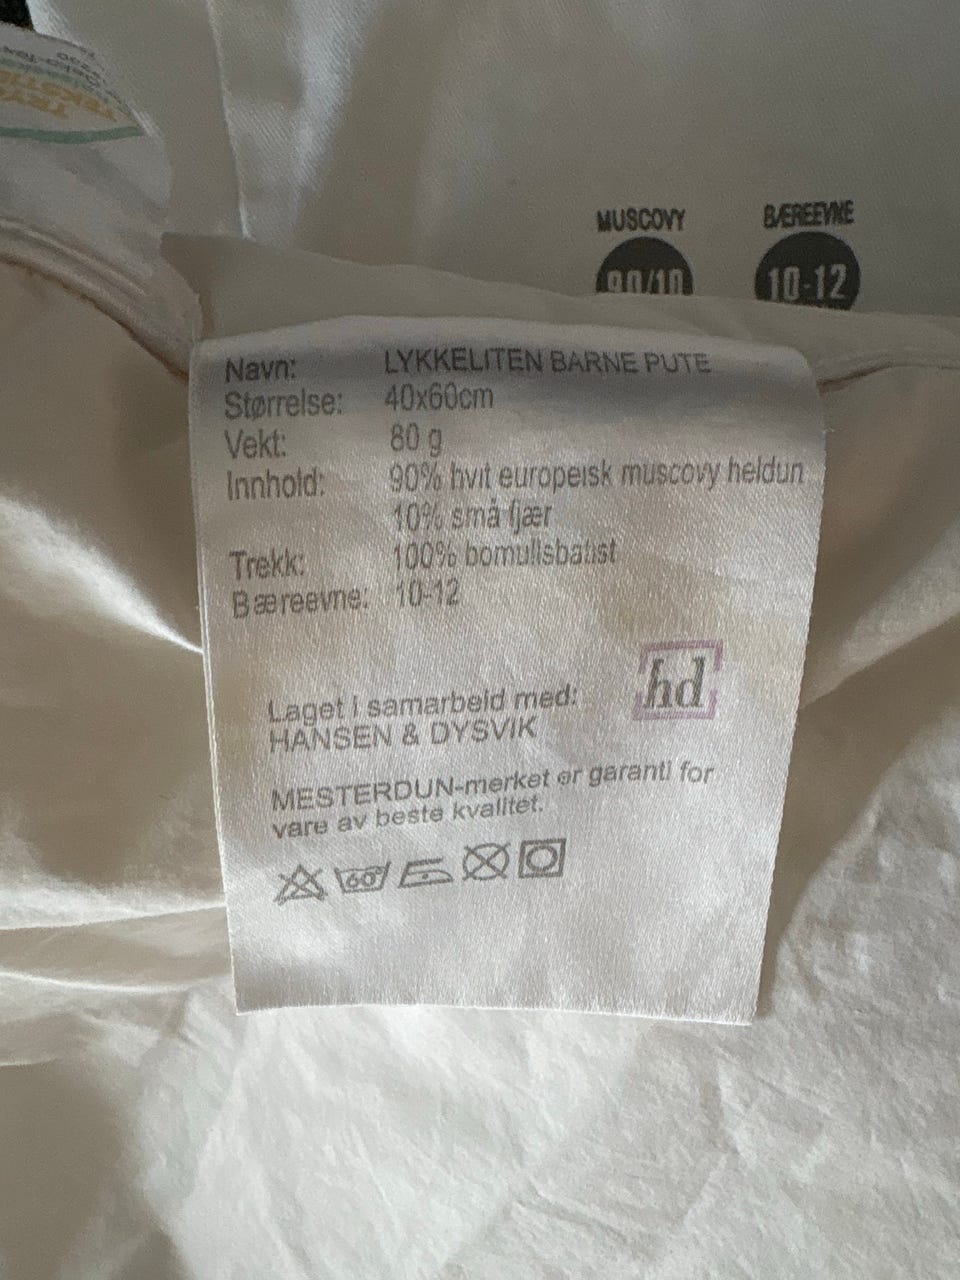 MUSCOVY
BÆREEVNE
90/10
10-12
Navn: LYKKELITEN BARNE PUTE
Størrelse: 40x60cm
Vekt: 80 g
Innhold: 90% hvit europeisk muscovy heldun
10% små fjær
Trekk: 100% bomullsbatist
Bæreevne: 10-12
hd
Laget i samarbeid med:
HANSEN & DYSVIK
MESTERDUN-merket er garanti for
vare av beste kvalitet.
60°